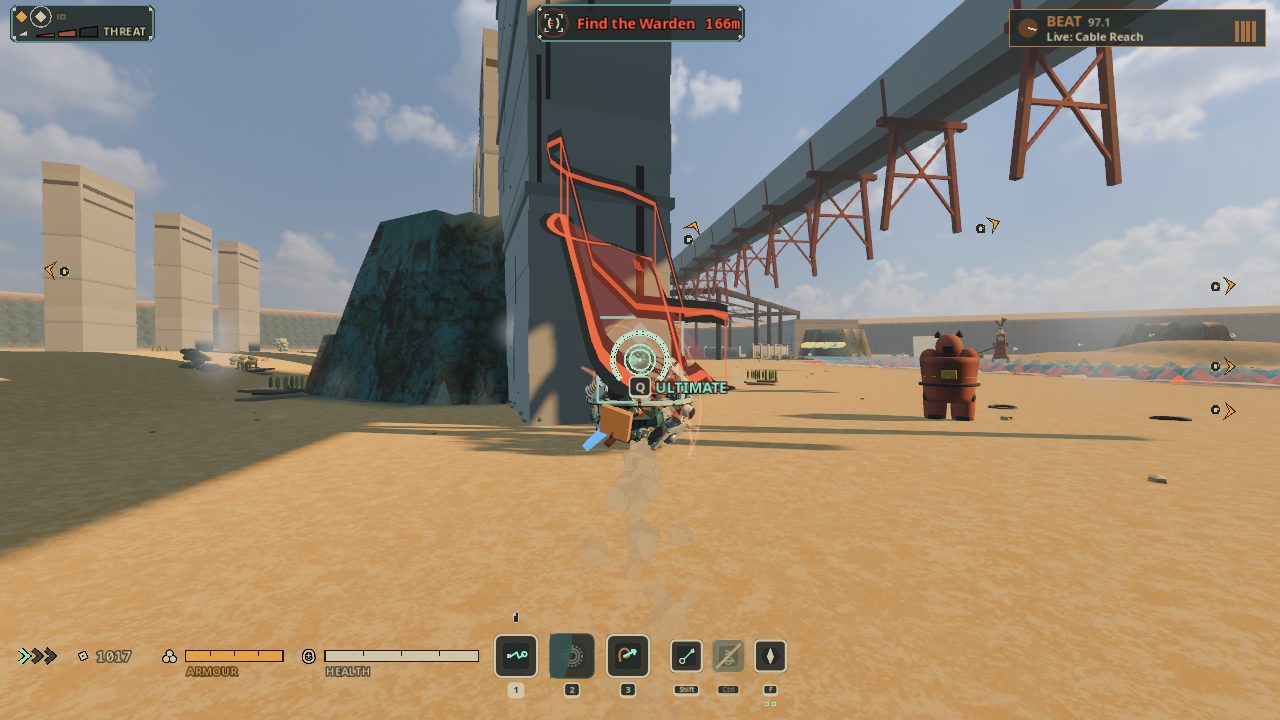 THREAT
Find the Warden 166m
BEAT 97.1
Live: Cable Reach
Q ULTIMATE
1017
ARMOUR
HEALTH
1
2
3
Shift
Ctrl
F